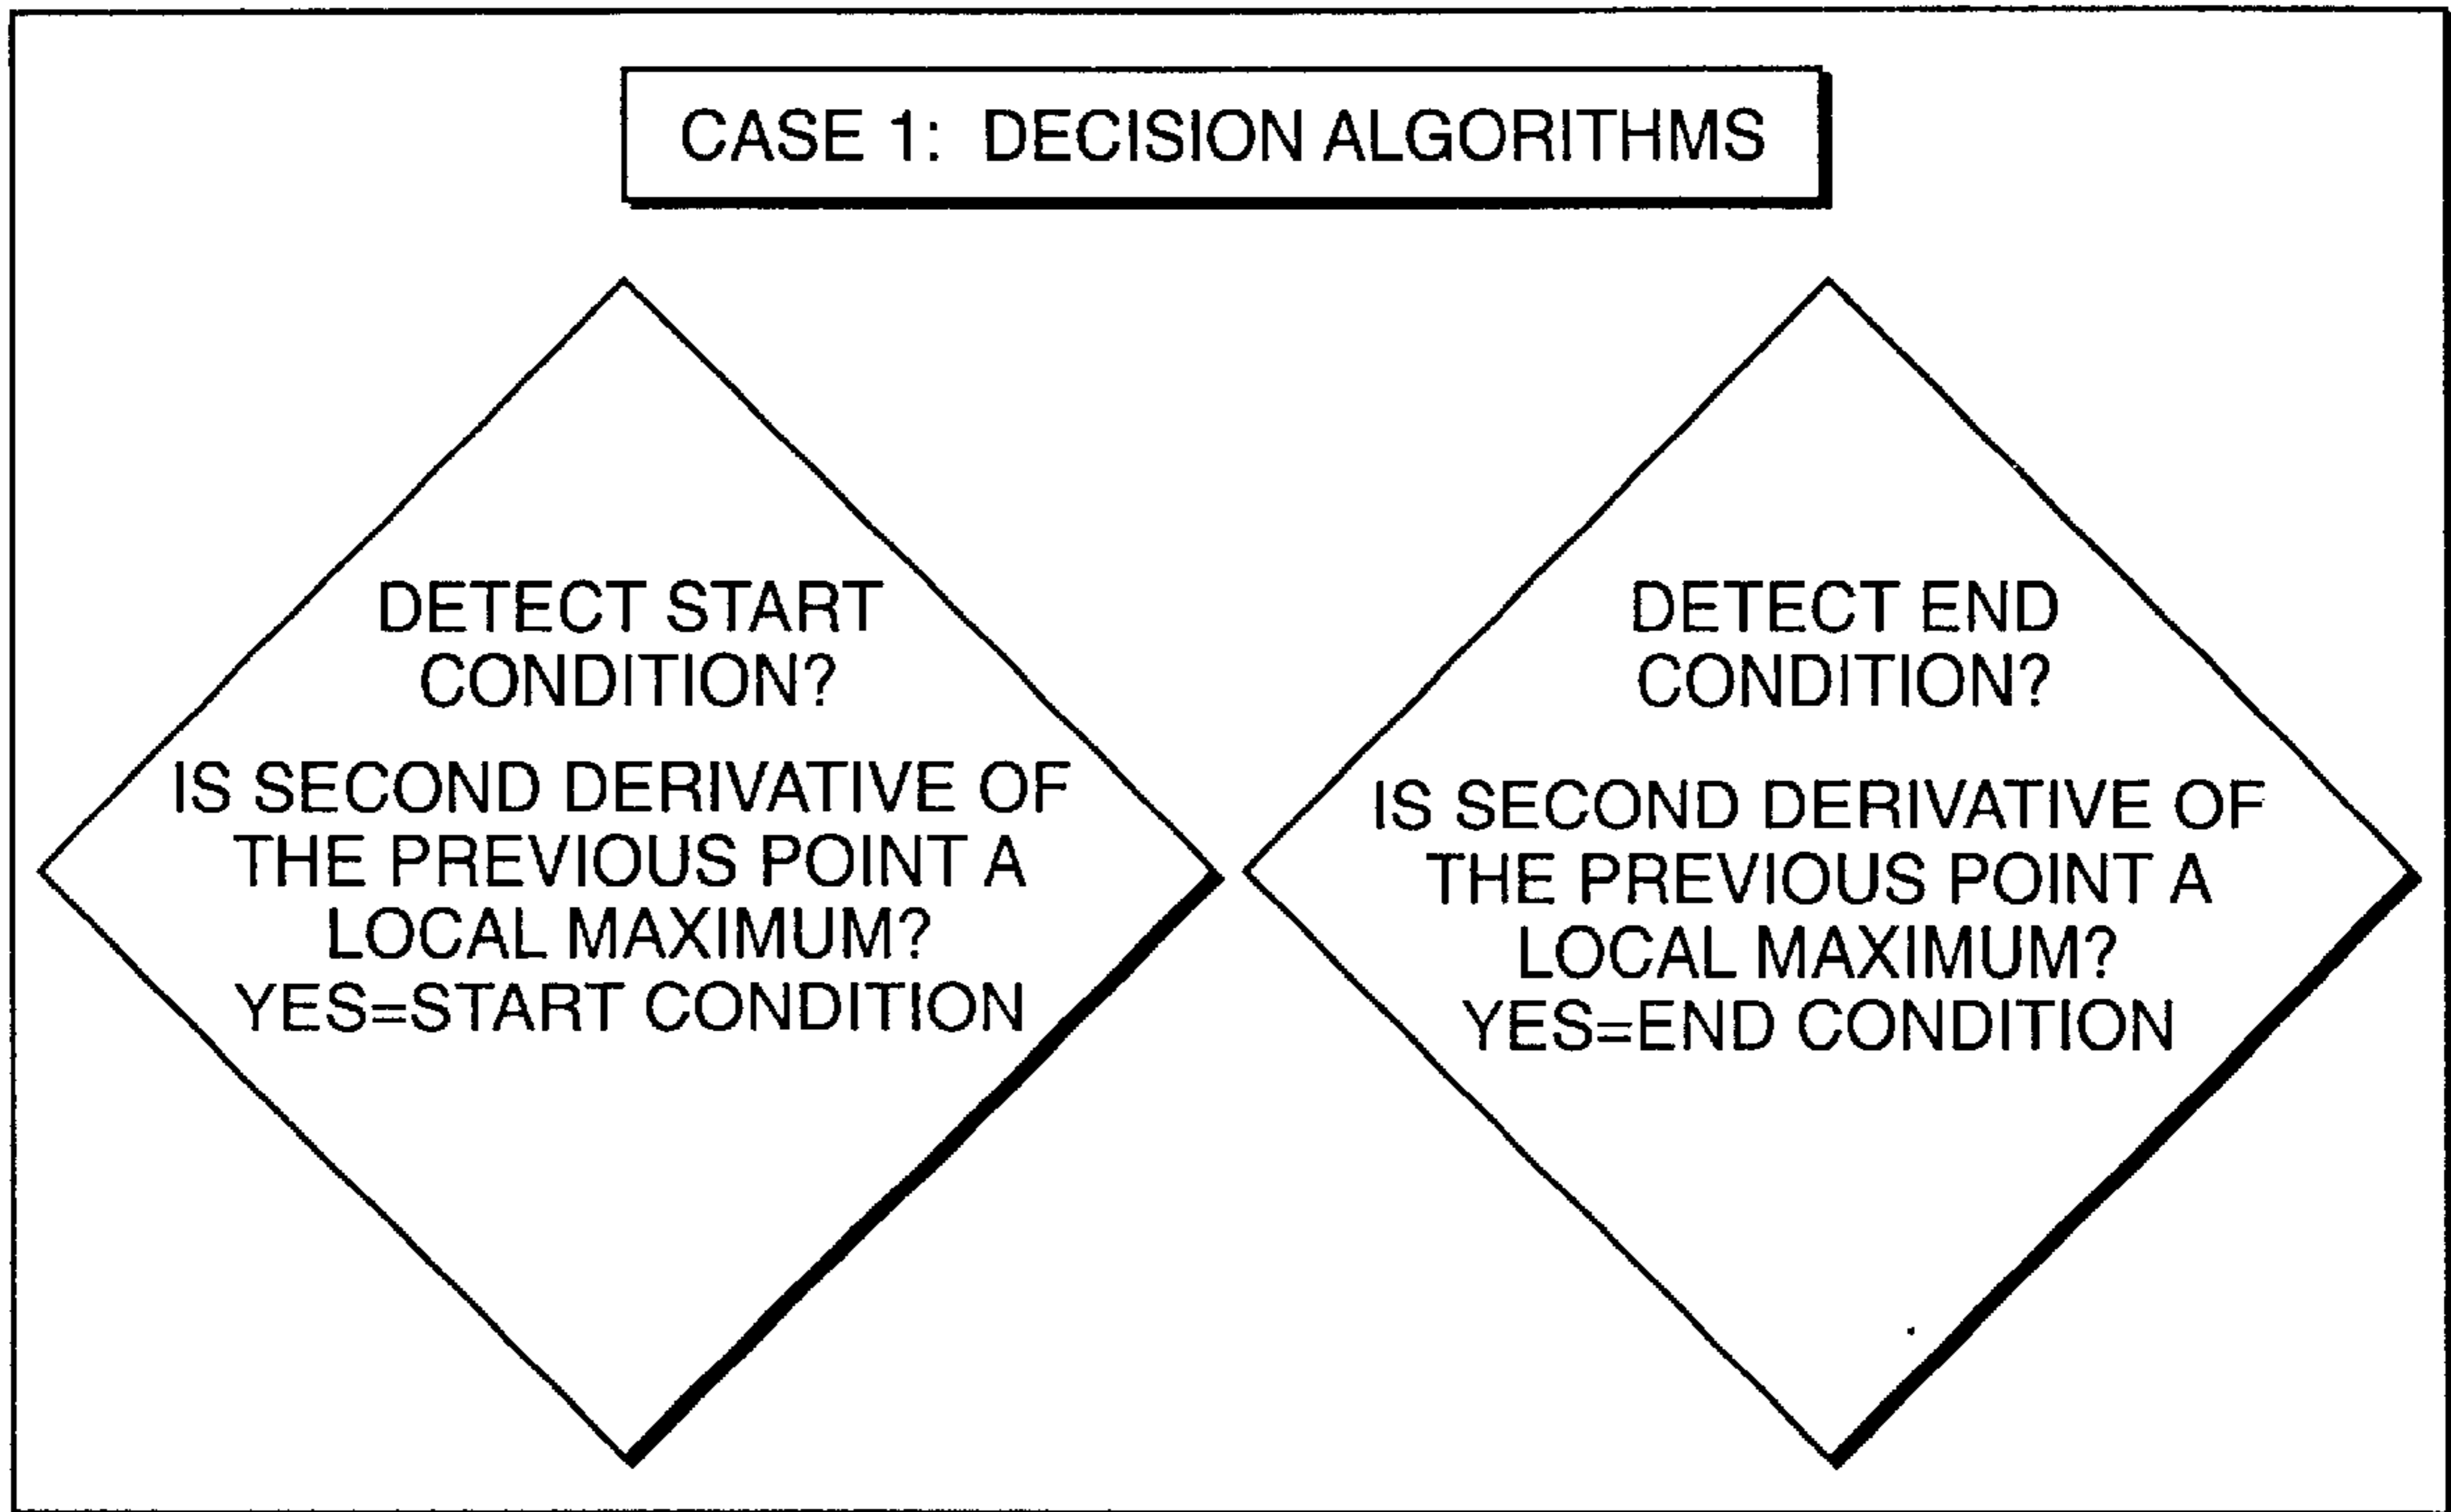 CASE 1: DECISION ALGORITHMS
DETECT START
CONDITION?
IS SECOND DERIVATIVE OF
THE PREVIOUS POINT A
LOCAL MAXIMUM?
YES=START CONDITION
DETECT END
CONDITION?
IS SECOND DERIVATIVE OF
THE PREVIOUS POINT A
LOCAL MAXIMUM?
YES=END CONDITION